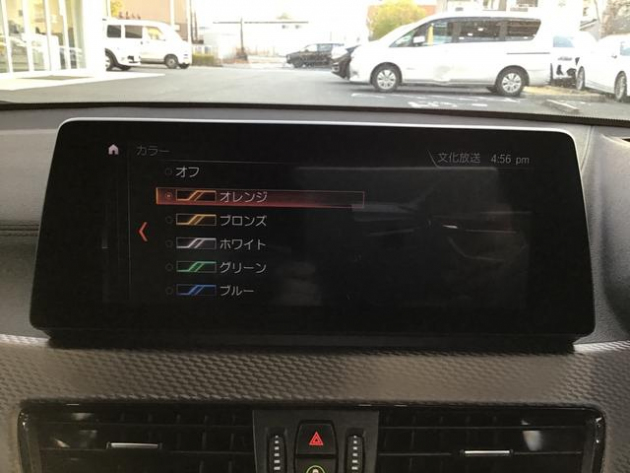 カラー
文化放送 4:56 pm
オフ
オレンジ
ブロンズ
ホワイト
グリーン
ブルー